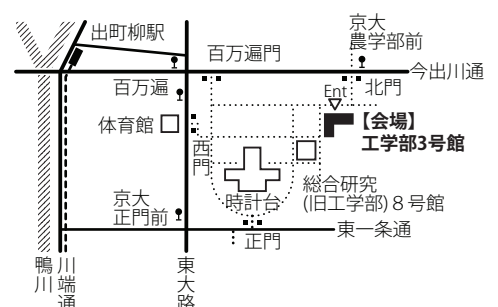 出町柳駅
百万遍門
京大
農学部前
今出川通
百万遍
北門
Ent
体育館
【会場】
工学部3号館
西門
総合研究
(旧工学部)８号館
時計台
京大
正門前
東一条通
正門
鴨川
川端通
東大路